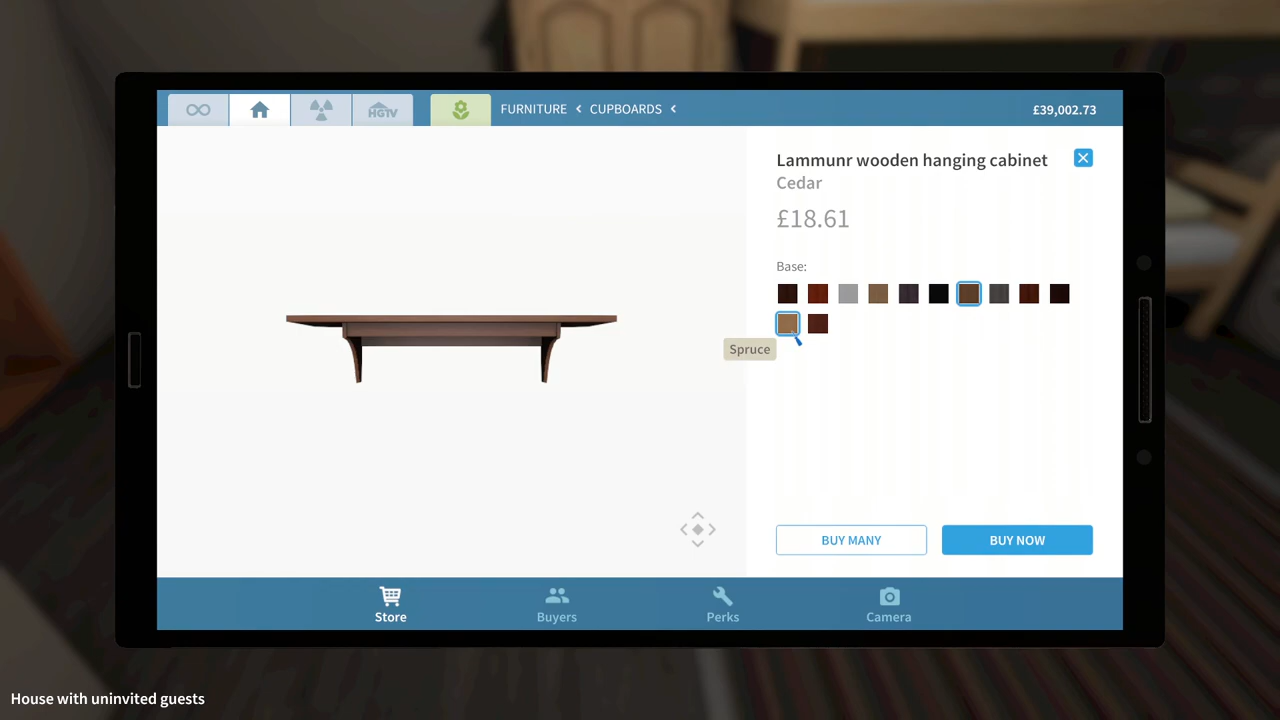 HGTV
FURNITURE < CUPBOARDS <
£39,002.73
Lammunr wooden hanging cabinet
Cedar
£18.61
Base:
Spruce
BUY MANY
BUY NOW
Store
Buyers
Perks
Camera
House with uninvited guests